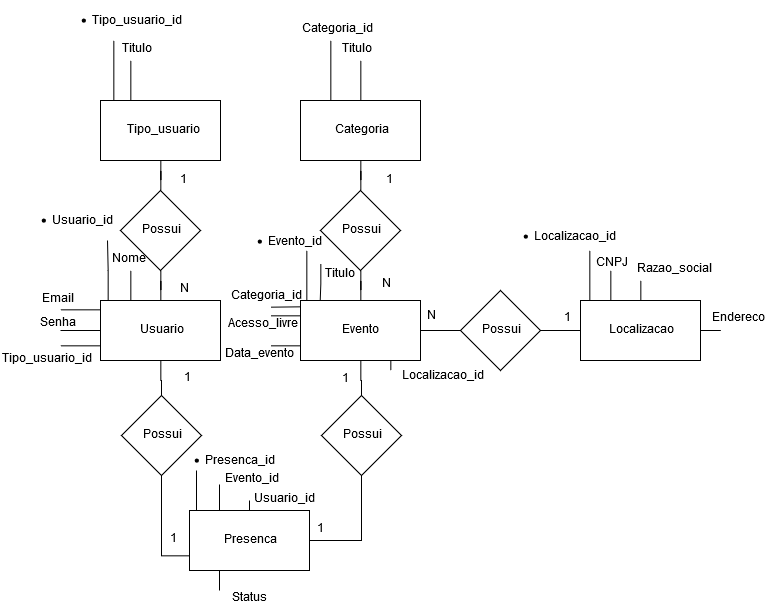 • Tipo_usuario_id
Titulo
Categoria_id
Titulo
Tipo_usuario
Categoria
1
1
• Usuario_id
Possui
Nome
• Evento_id
Possui
Titulo
• Localizacao_id
CNPJ
Razao_social
N
N
Email
Senha
Tipo_usuario_id
Usuario
Categoria_id
Acesso_livre
Data_evento
Evento
N
Possui
1
Localizacao
Endereco
Localizacao_id
1
1
Possui
Possui
• Presenca_id
Evento_id
Usuario_id
1
Presenca
1
Status